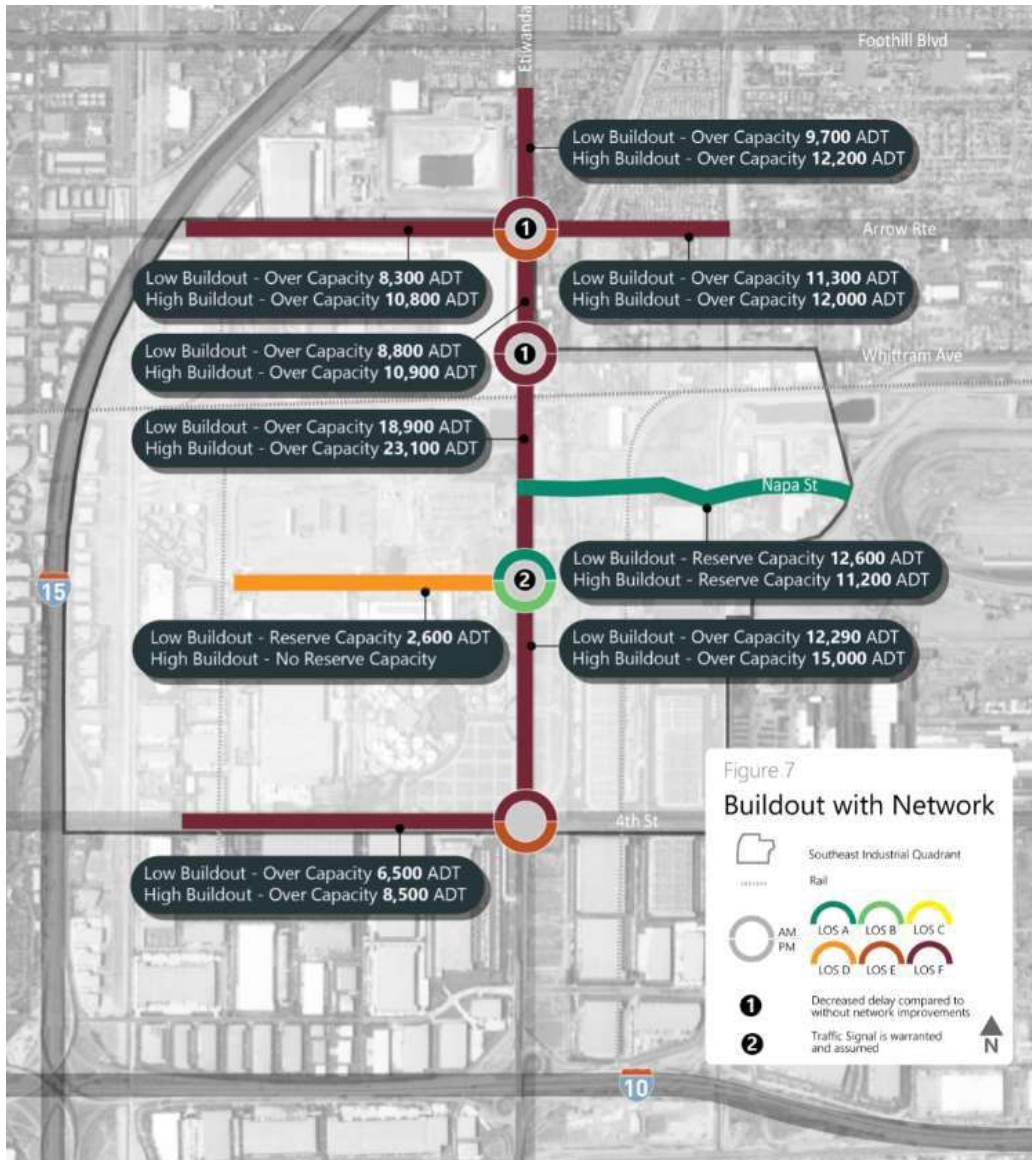 Etiwanda
Foothill Blvd
Low Buildout - Over Capacity 9,700 ADT
High Buildout - Over Capacity 12,200 ADT
Arrow Rte
1
Low Buildout - Over Capacity 8,300 ADT
High Buildout - Over Capacity 10,800 ADT
Low Buildout - Over Capacity 11,300 ADT
High Buildout - Over Capacity 12,000 ADT
Low Buildout - Over Capacity 8,800 ADT
High Buildout - Over Capacity 10,900 ADT
1
Whittram Ave
Low Buildout - Over Capacity 18,900 ADT
High Buildout - Over Capacity 23,100 ADT
Napa St
Low Buildout - Reserve Capacity 12,600 ADT
High Buildout - Reserve Capacity 11,200 ADT
15
2
Low Buildout - Reserve Capacity 2,600 ADT
High Buildout - No Reserve Capacity
Low Buildout - Over Capacity 12,290 ADT
High Buildout - Over Capacity 15,000 ADT
4th St
Low Buildout - Over Capacity 6,500 ADT
High Buildout - Over Capacity 8,500 ADT
Figure 7
Buildout with Network
Southeast Industrial Quadrant
Rail
AM
PM
LOS A LOS B LOS C
LOS D LOS E LOS F
1 Decreased delay compared to
without network improvements
2 Traffic Signal is warranted
and assumed
N
10